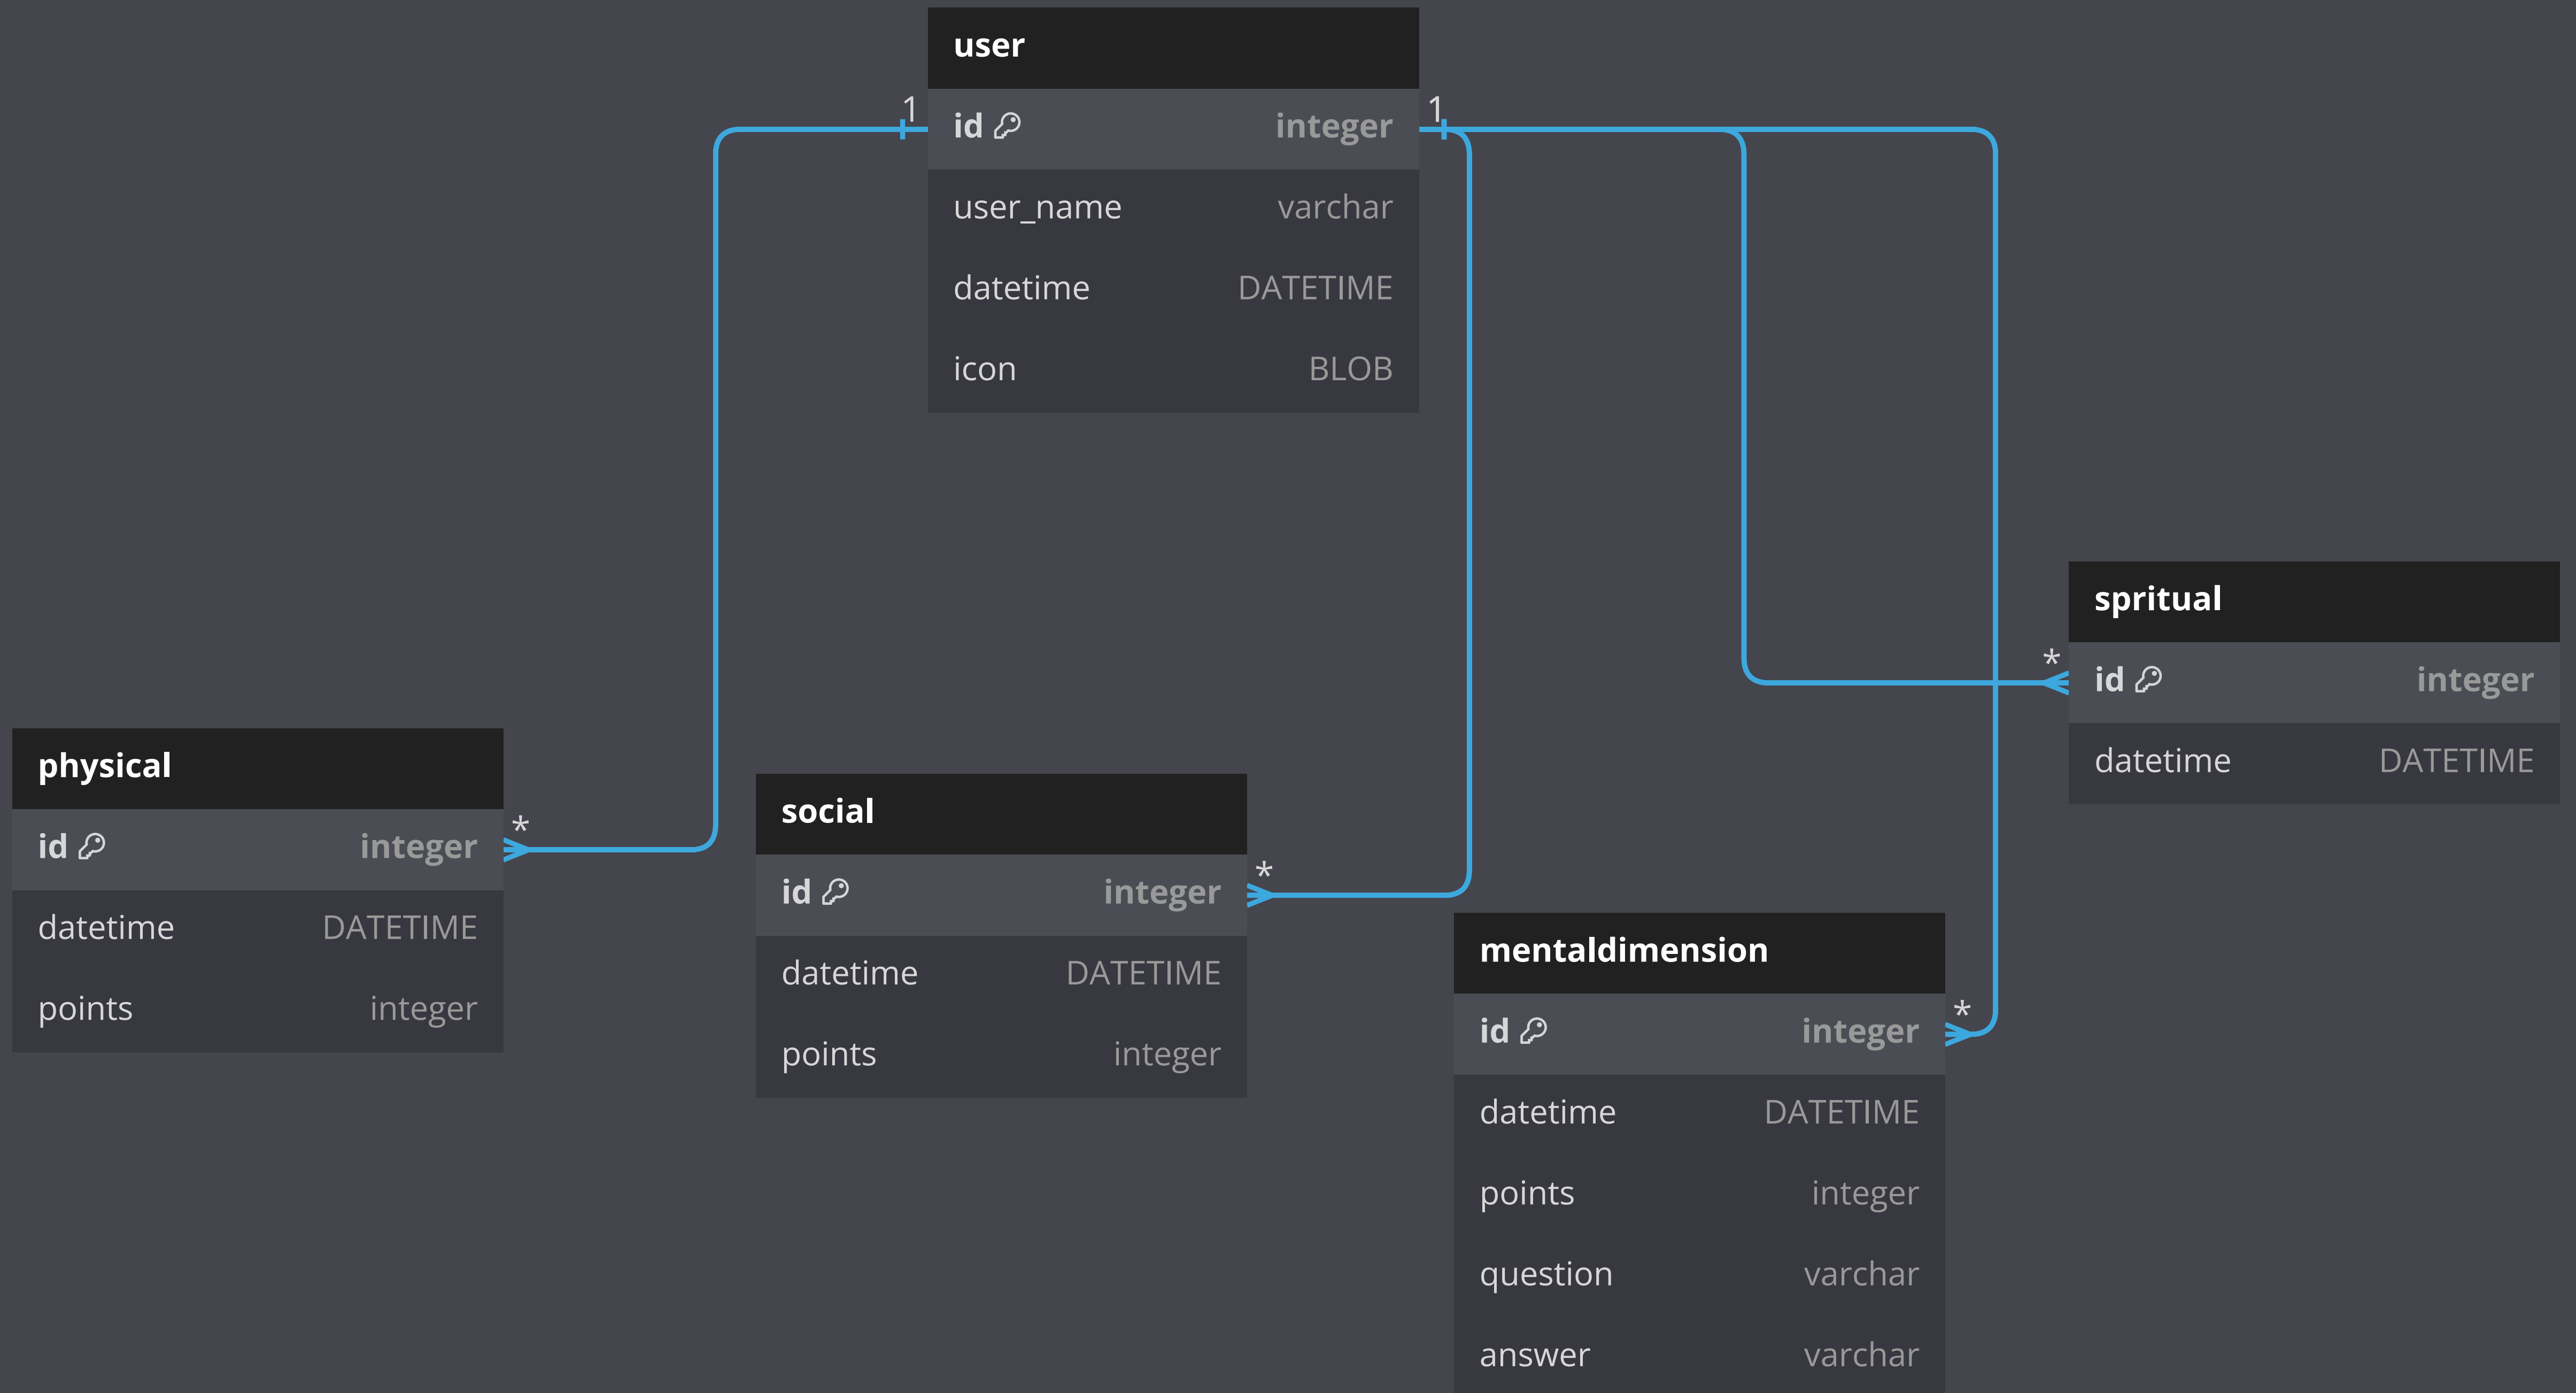 user
1 id integer 1
user_name varchar
datetime DATETIME
icon BLOB
spritual
* id integer
datetime DATETIME
physical
id integer *
datetime DATETIME
points integer
social
id integer *
datetime DATETIME
points integer
mentaldimension
id integer *
datetime DATETIME
points integer
question varchar
answer varchar